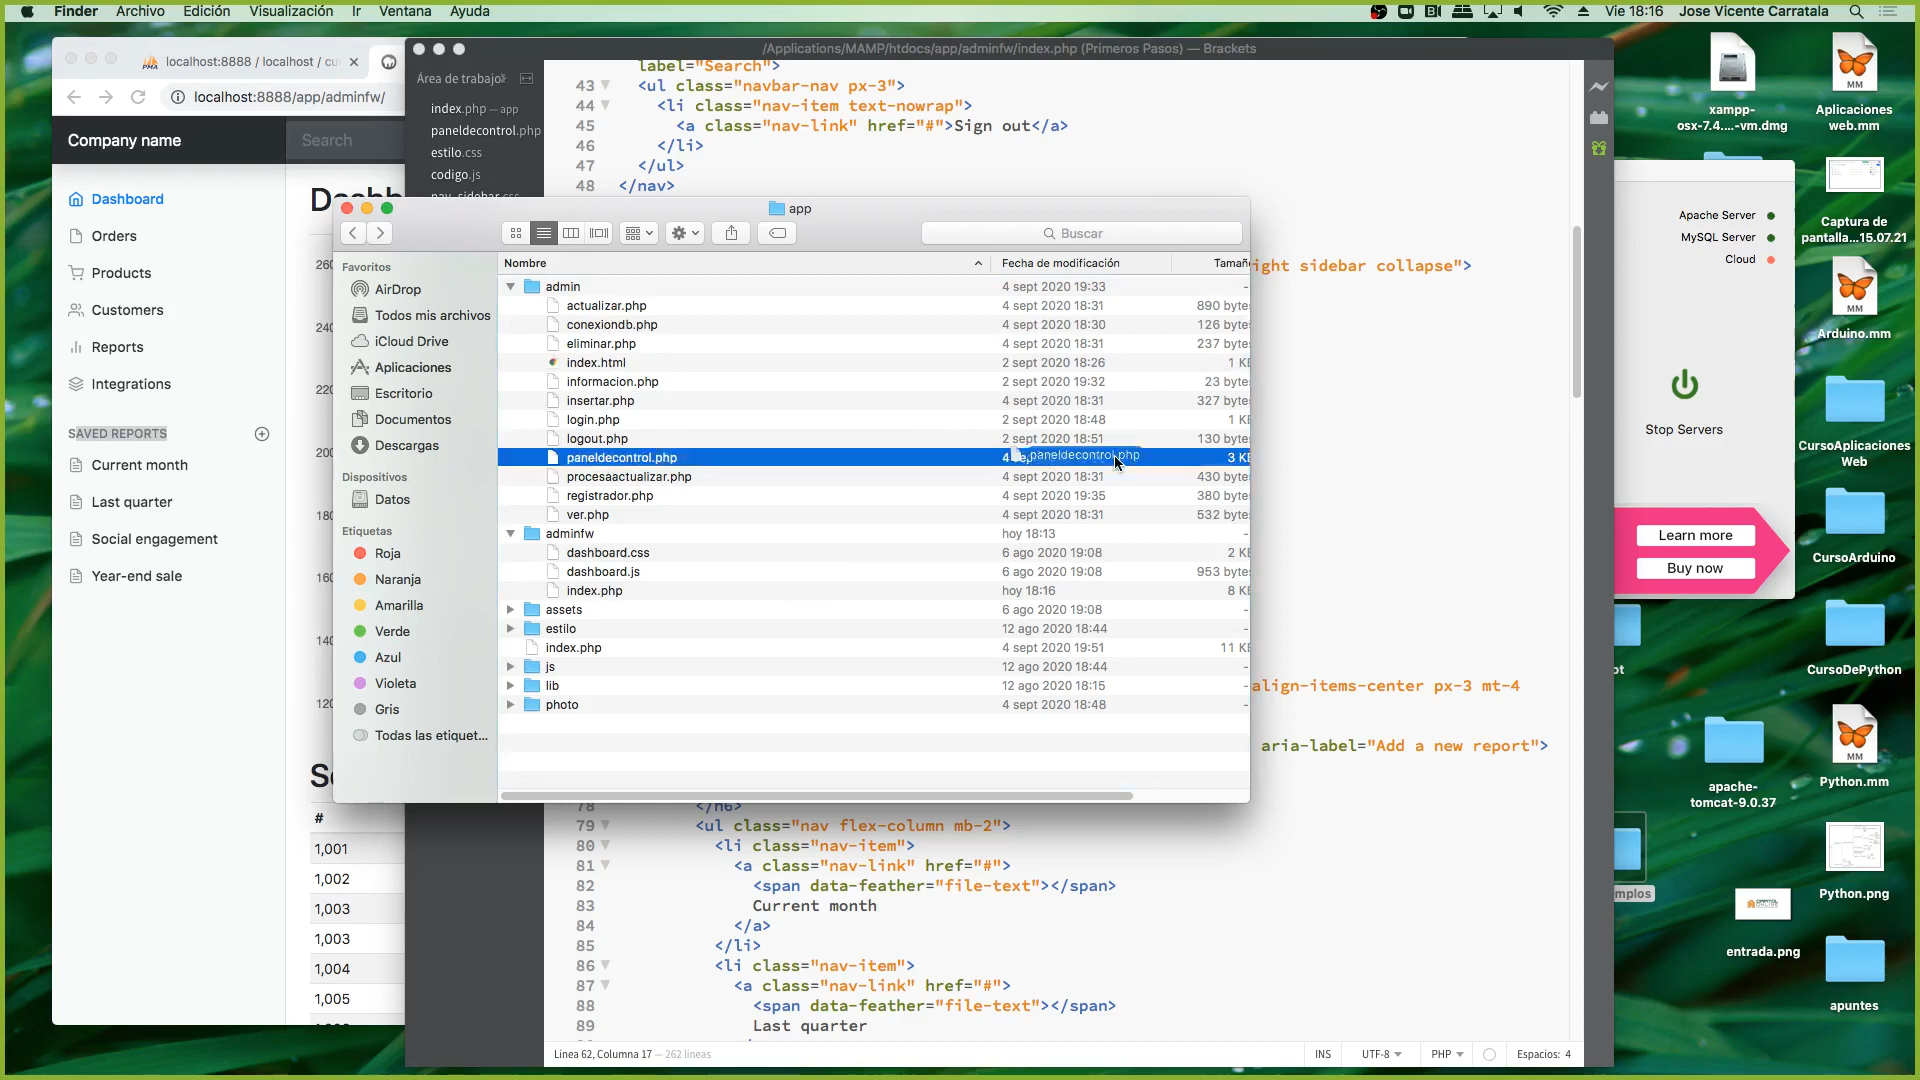 Finder Archivo Edición Visualización Ir Ventana Ayuda
Vie 18:16 Jose Vicente Carratala
localhost:8888 / localhost / cu
localhost:8888/app/adminfw/
Company name
Search
Dashboard
Orders
Products
Customers
Reports
Integrations
SAVED REPORTS
Current month
Last quarter
Social engagement
Year-end sale
#
1,001
1,002
1,003
1,003
1,004
1,005
/Applications/MAMP/htdocs/app/adminfw/index.php (Primeros Pasos) — Brackets
Área de trabajo
index.php — app
paneldecontrol.php
estilo.css
codigo.js
nav_sidebar.css
label="Search">
43 <ul class="navbar-nav px-3">
44 <li class="nav-item text-nowrap">
45 <a class="nav-link" href="#">Sign out</a>
46 </li>
47 </ul>
48 </nav>
ight sidebar collapse">
align-items-center px-3 mt-4
aria-label="Add a new report">
78 </h6>
79 <ul class="nav flex-column mb-2">
80 <li class="nav-item">
81 <a class="nav-link" href="#">
82 <span data-feather="file-text"></span>
83 Current month
84 </a>
85 </li>
86 <li class="nav-item">
87 <a class="nav-link" href="#">
88 <span data-feather="file-text"></span>
89 Last quarter
Línea 62, Columna 17 — 262 líneas
INS UTF-8 PHP Espacios: 4
app
Buscar
Favoritos
AirDrop
Todos mis archivos
iCloud Drive
Aplicaciones
Escritorio
Documentos
Descargas
Dispositivos
Datos
Etiquetas
Roja
Naranja
Amarilla
Verde
Azul
Violeta
Gris
Todas las etiquet...
Nombre Fecha de modificación Tamañ
admin 4 sept 2020 19:33 -
actualizar.php 4 sept 2020 18:31 890 bytes
conexiondb.php 4 sept 2020 18:30 126 bytes
eliminar.php 4 sept 2020 18:31 237 bytes
index.html 2 sept 2020 18:26 1 KB
informacion.php 2 sept 2020 19:32 23 bytes
insertar.php 4 sept 2020 18:31 327 bytes
login.php 2 sept 2020 18:48 1 KB
logout.php 2 sept 2020 18:51 130 bytes
paneldecontrol.php 4 sep paneldecontrol.php 3 KB
procesaactualizar.php 4 sept 2020 18:31 430 bytes
registrador.php 4 sept 2020 19:35 380 bytes
ver.php 4 sept 2020 18:31 532 bytes
adminfw hoy 18:13 -
dashboard.css 6 ago 2020 19:08 2 KB
dashboard.js 6 ago 2020 19:08 953 bytes
index.php hoy 18:16 8 KB
assets 6 ago 2020 19:08 -
estilo 12 ago 2020 18:44 -
index.php 4 sept 2020 19:51 11 KB
js 12 ago 2020 18:44 -
lib 12 ago 2020 18:15 -
photo 4 sept 2020 18:48 -
Apache Server
MySQL Server
Cloud
Stop Servers
Learn more
Buy now
xampp-
osx-7.4....-vm.dmg
Aplicaciones
web.mm
Captura de
pantalla...15.07.21
Arduino.mm
CursoAplicaciones
Web
CursoArduino
CursoDePython
apache-
tomcat-9.0.37
Python.mm
Python.png
entrada.png
apuntes
mplos